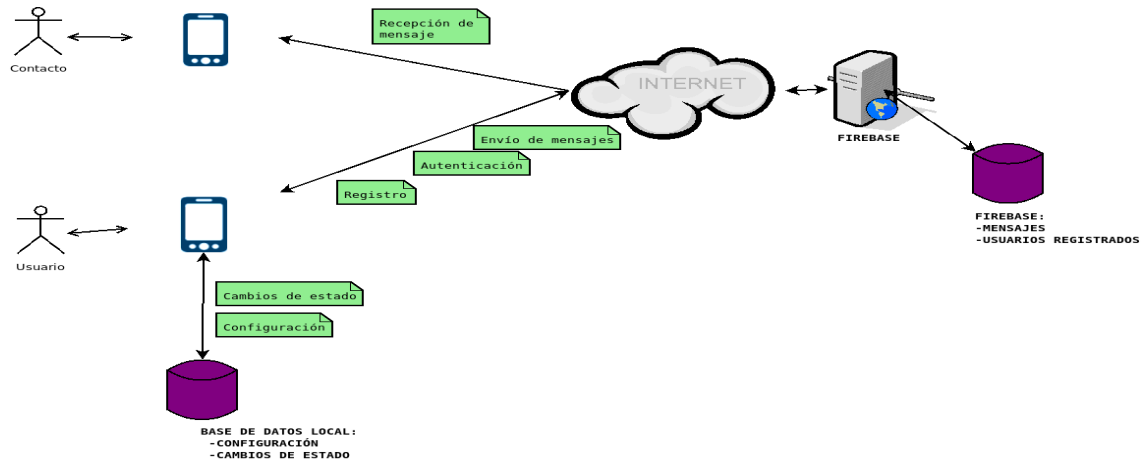 Recepción de
mensaje
Contacto
INTERNET
FIREBASE
Envío de mensajes
Autenticación
Registro
FIREBASE:
-MENSAJES
-USUARIOS REGISTRADOS
Usuario
Cambios de estado
Configuración
BASE DE DATOS LOCAL:
-CONFIGURACIÓN
-CAMBIOS DE ESTADO